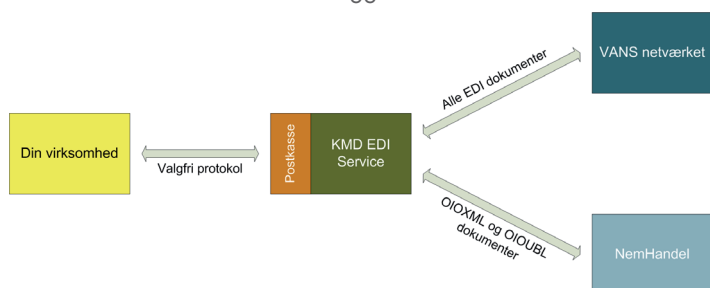 VANS netværket
Alle EDI dokumenter
Din virksomhed
Valgfri protokol
Postkasse
KMD EDI
Service
OIOXML og OIOUBL
dokumenter
NemHandel